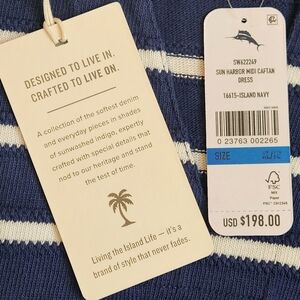 DESIGNED TO LIVE IN.
CRAFTED TO LIVE ON.
A collection of the softest denim
and everyday pieces in shades
of sunwashed indigo, expertly
crafted with special details that
nod to our heritage and stand
the test of time.
Living the Island Life — it's a
brand of style that never fades.
SW622249
SUN HARBOR MIDI CAFTAN
DRESS
16615-ISLAND NAVY
0 23763 002265
SIZE
FSC
MIX
Paper
USD $198.00